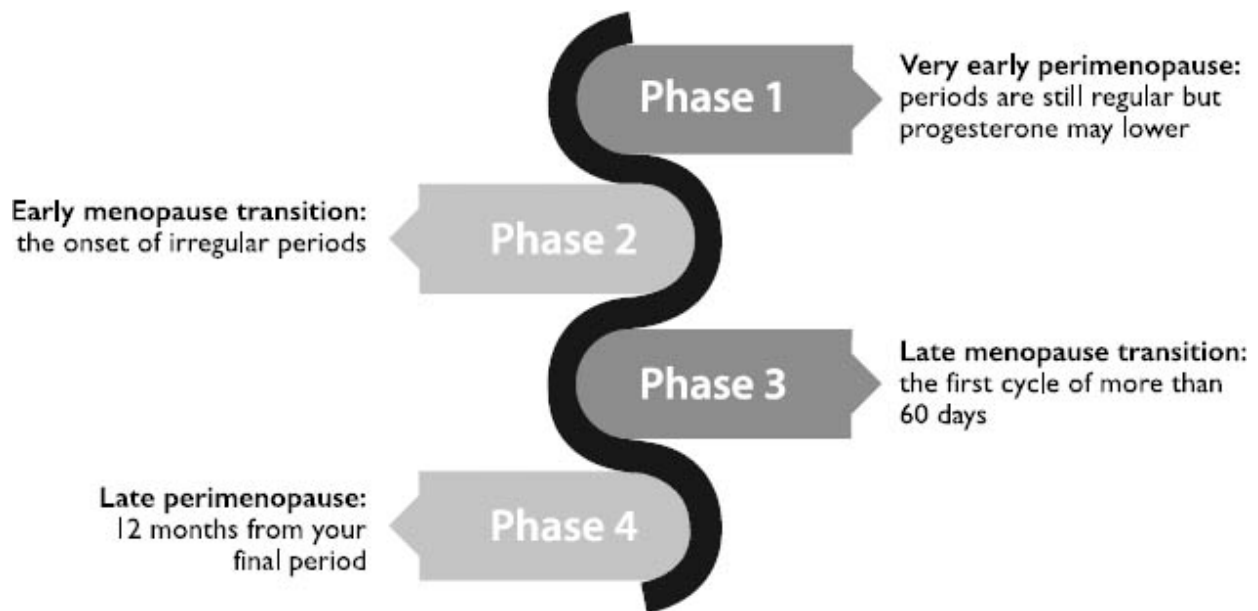 Phase 1
Very early perimenopause:
periods are still regular but
progesterone may lower
Phase 2
Early menopause transition:
the onset of irregular periods
Phase 3
Late menopause transition:
the first cycle of more than
60 days
Phase 4
Late perimenopause:
12 months from your
final period